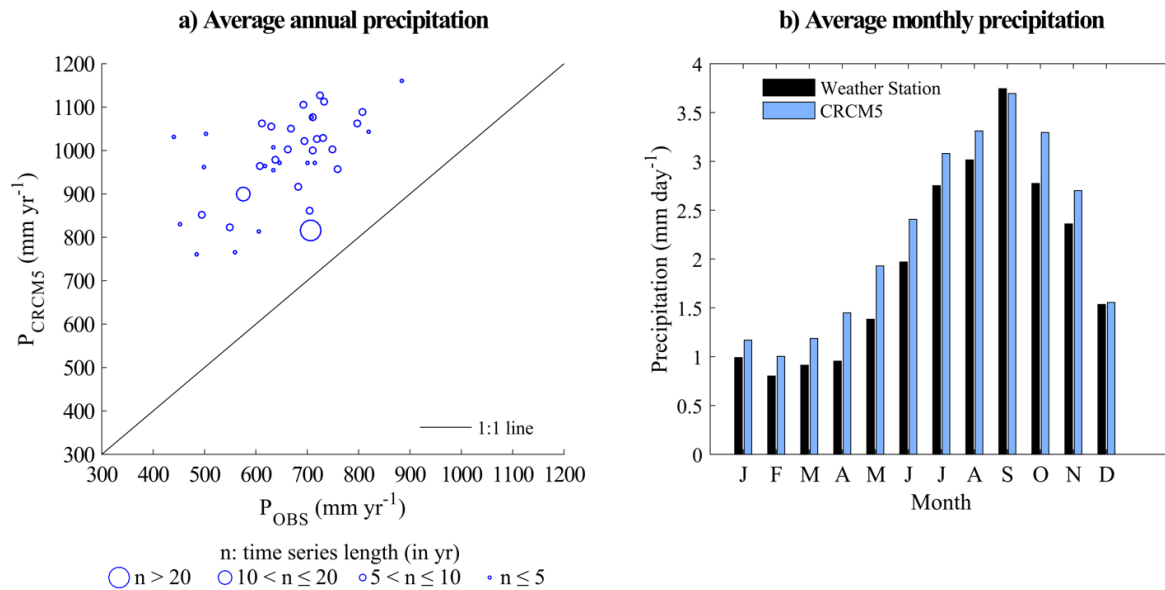 a) Average annual precipitation
1200
1100
1000
900
800
700
600
500
400
300
P_CRCM5 (mm yr⁻¹)
1:1 line
300 400 500 600 700 800 900 1000 1100 1200
P_OBS (mm yr⁻¹)
n: time series length (in yr)
n > 20 10 < n ≤ 20 5 < n ≤ 10 n ≤ 5
b) Average monthly precipitation
4
3.5
3
2.5
2
1.5
1
0.5
0
Precipitation (mm day⁻¹)
Weather Station
CRCM5
J F M A M J J A S O N D
Month